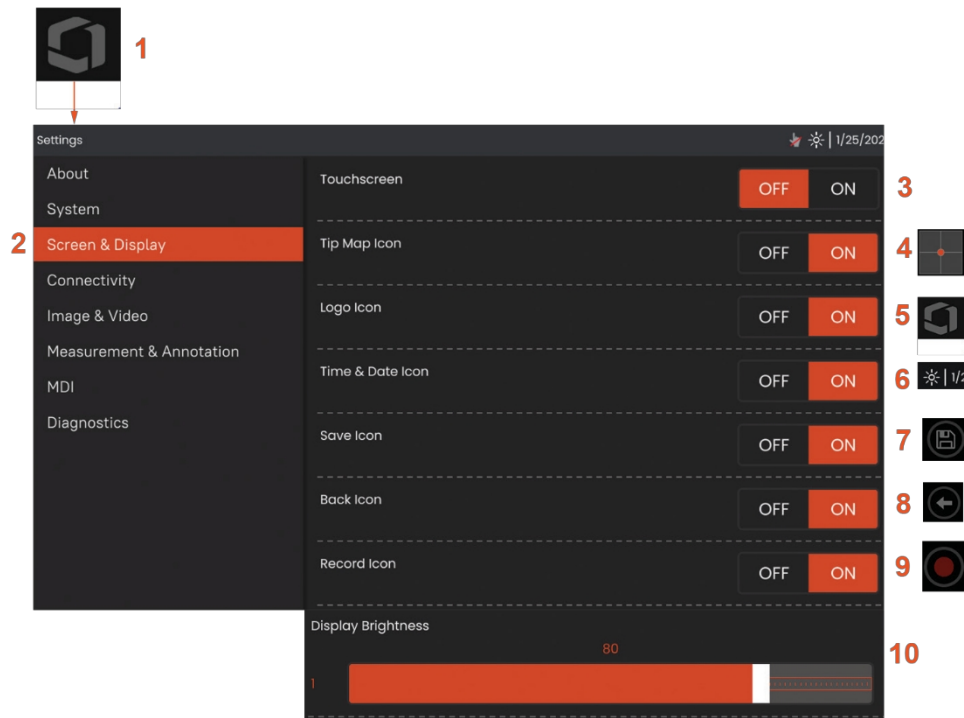 1
Settings
1/25/202
About
System
2 Screen & Display
Connectivity
Image & Video
Measurement & Annotation
MDI
Diagnostics
Touchscreen OFF ON 3
Tip Map Icon OFF ON 4
Logo Icon OFF ON 5
Time & Date Icon OFF ON 6 1/2
Save Icon OFF ON 7
Back Icon OFF ON 8
Record Icon OFF ON 9
Display Brightness
80
10
1